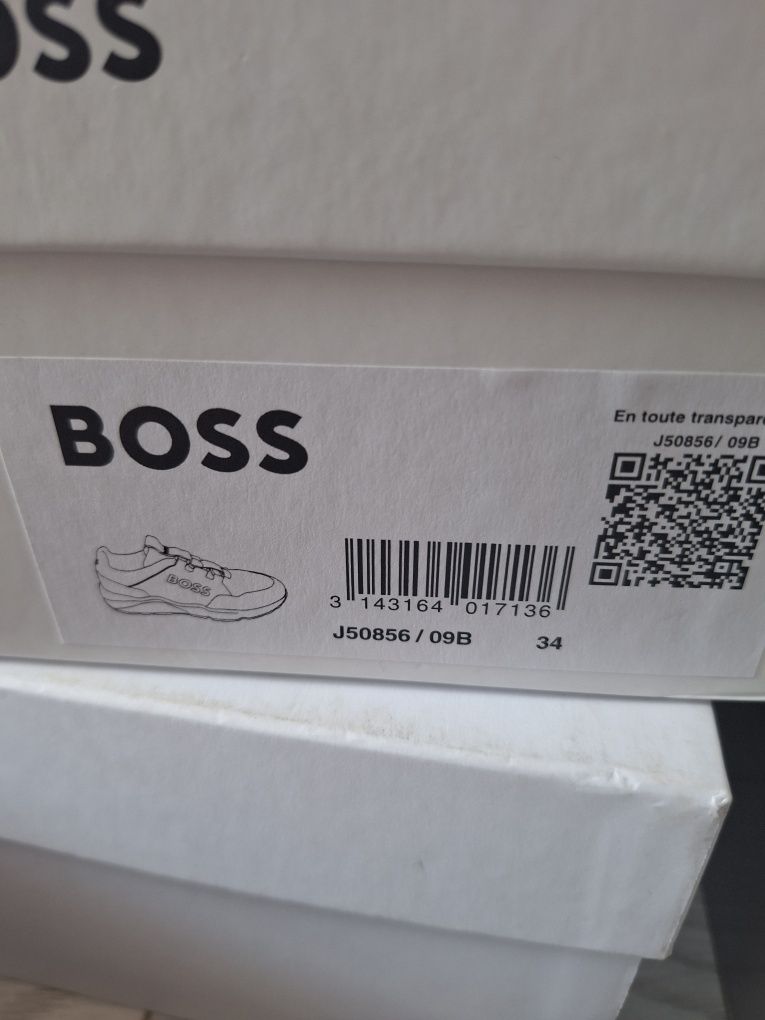 BOSS
BOSS
En toute transpar
J50856/ 09B
BOSS
3 143164 017136
J50856 / 09B 34